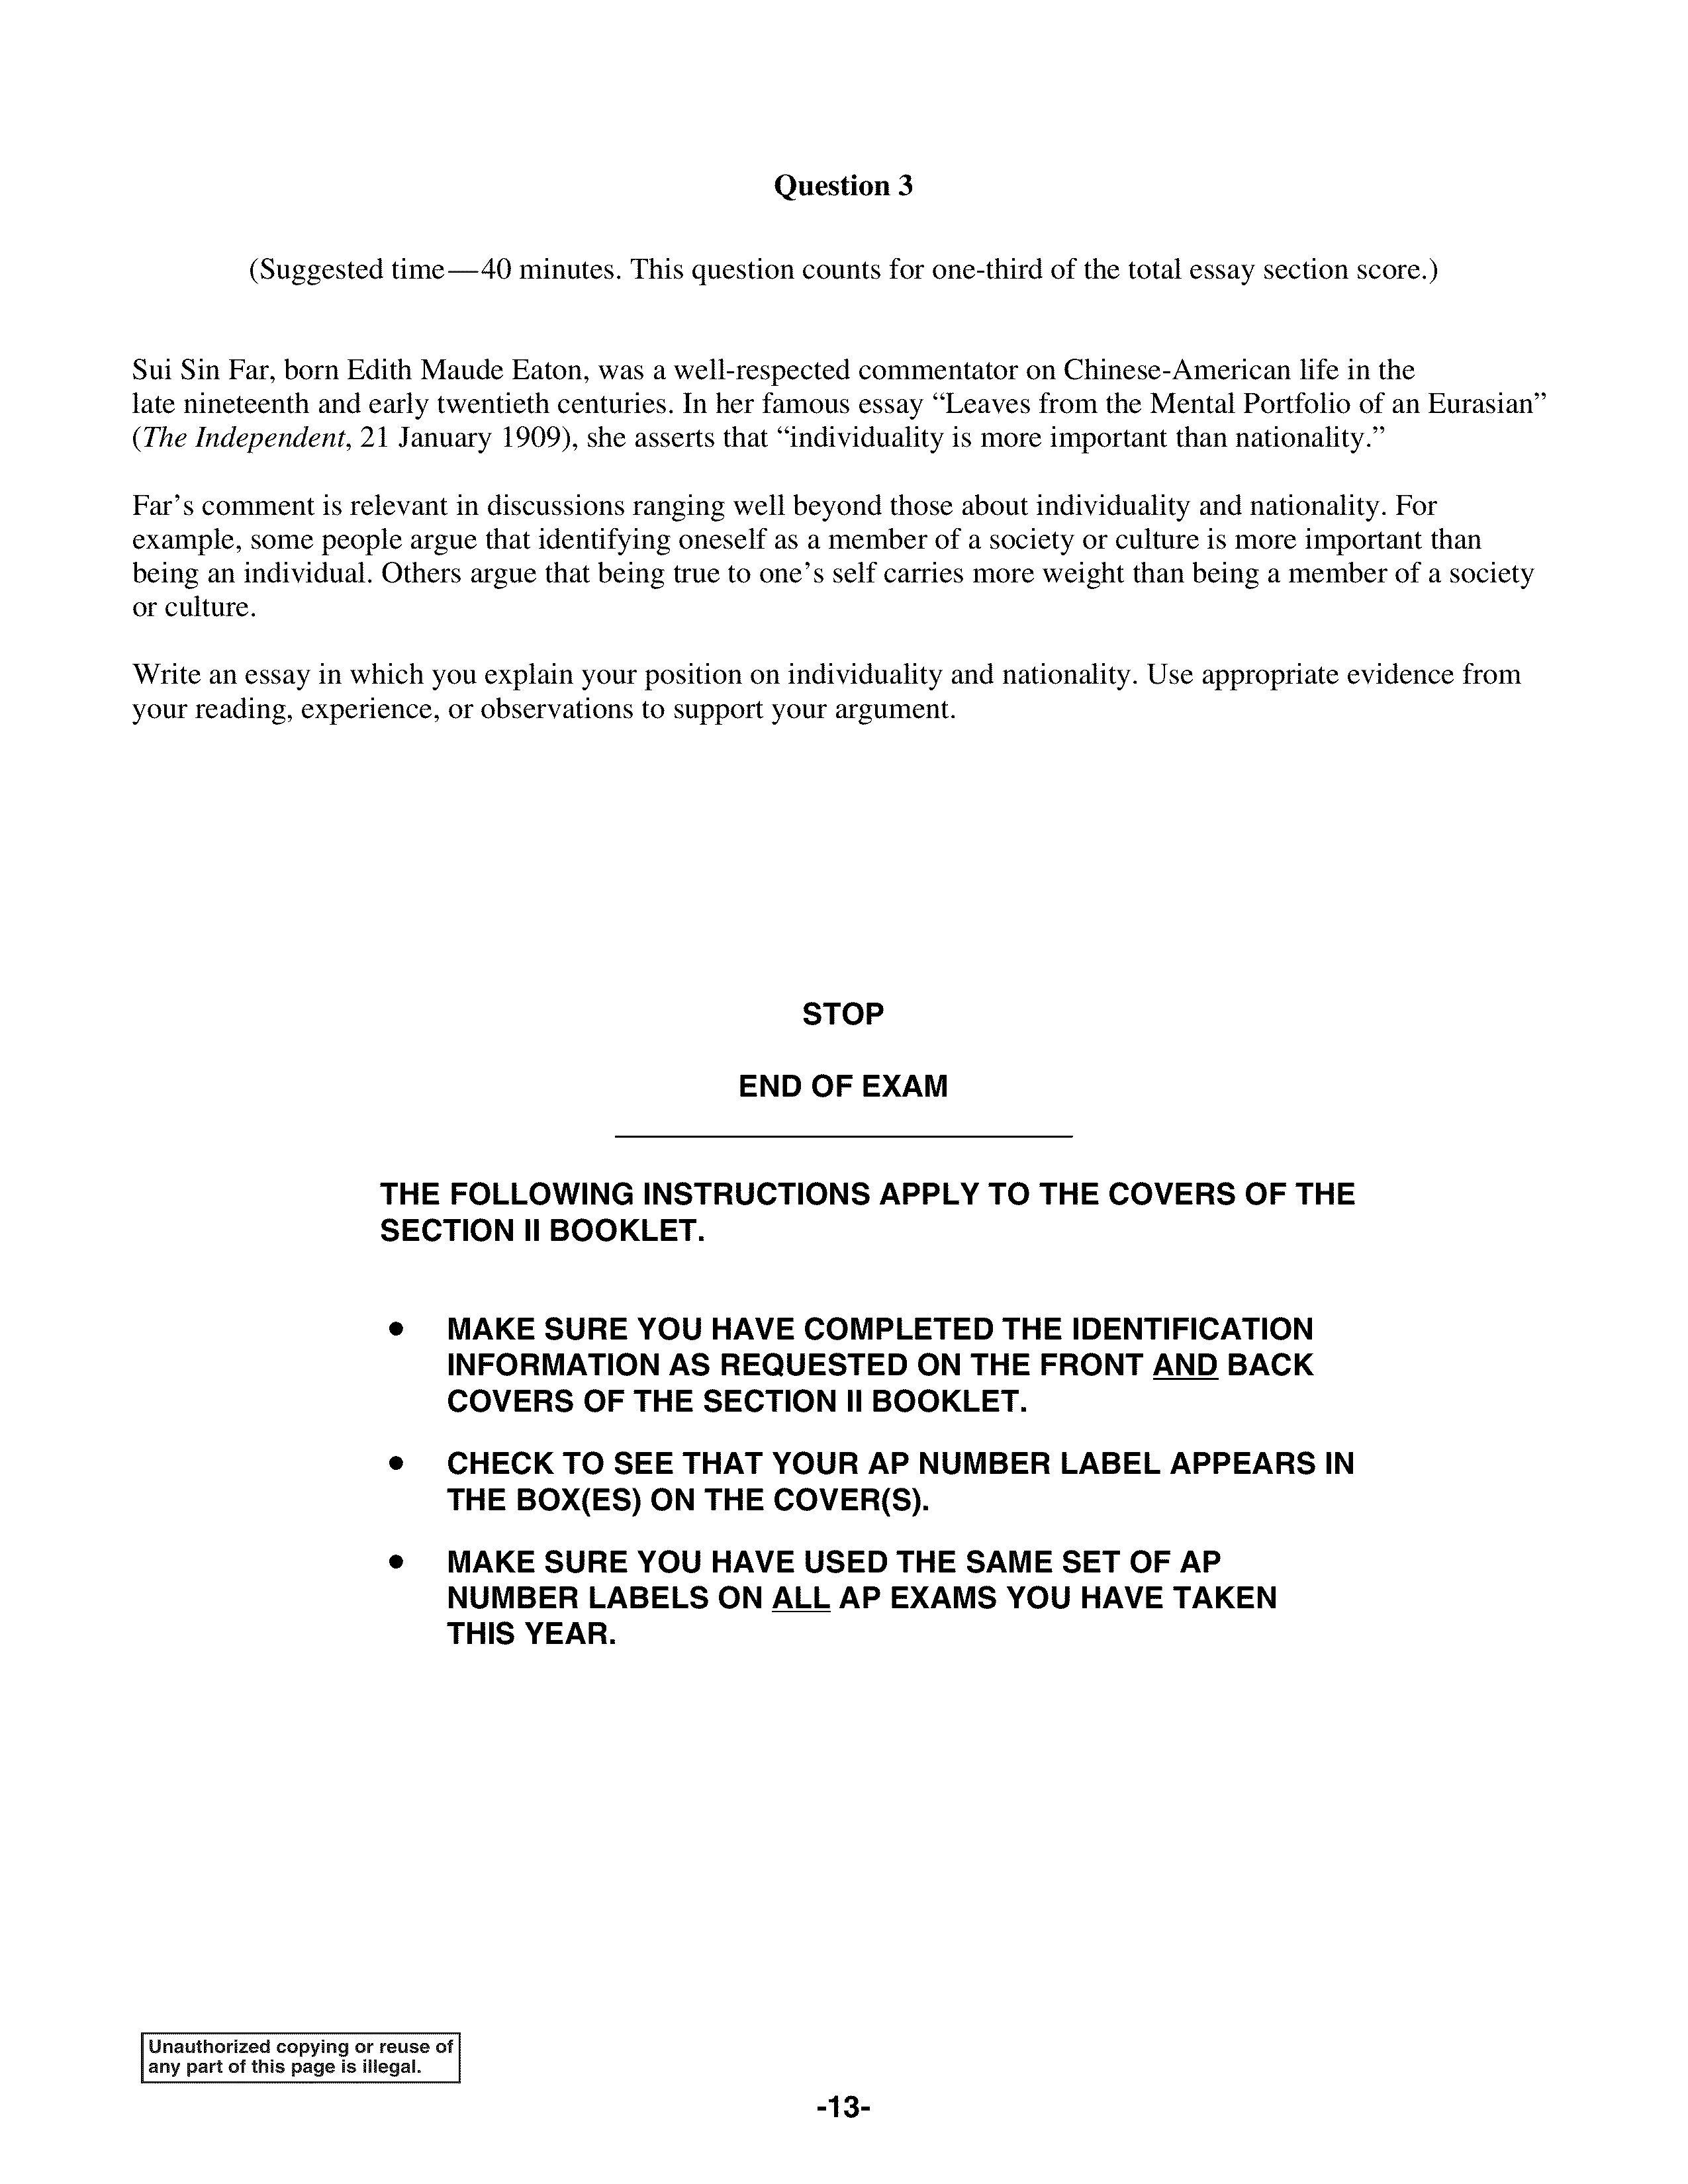 Question 3
(Suggested time—40 minutes. This question counts for one-third of the total essay section score.)
Sui Sin Far, born Edith Maude Eaton, was a well-respected commentator on Chinese-American life in the
late nineteenth and early twentieth centuries. In her famous essay “Leaves from the Mental Portfolio of an Eurasian”
(The Independent, 21 January 1909), she asserts that “individuality is more important than nationality.”
Far’s comment is relevant in discussions ranging well beyond those about individuality and nationality. For
example, some people argue that identifying oneself as a member of a society or culture is more important than
being an individual. Others argue that being true to one’s self carries more weight than being a member of a society
or culture.
Write an essay in which you explain your position on individuality and nationality. Use appropriate evidence from
your reading, experience, or observations to support your argument.
STOP
END OF EXAM
THE FOLLOWING INSTRUCTIONS APPLY TO THE COVERS OF THE
SECTION II BOOKLET.
• MAKE SURE YOU HAVE COMPLETED THE IDENTIFICATION
INFORMATION AS REQUESTED ON THE FRONT AND BACK
COVERS OF THE SECTION II BOOKLET.
• CHECK TO SEE THAT YOUR AP NUMBER LABEL APPEARS IN
THE BOX(ES) ON THE COVER(S).
• MAKE SURE YOU HAVE USED THE SAME SET OF AP
NUMBER LABELS ON ALL AP EXAMS YOU HAVE TAKEN
THIS YEAR.
Unauthorized copying or reuse of
any part of this page is illegal.
-13-